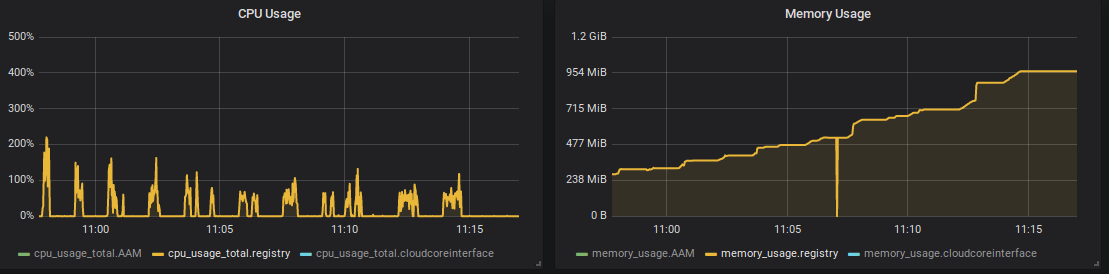 CPU Usage
500%
400%
300%
200%
100%
0%
11:00 11:05 11:10 11:15
cpu_usage_total.AAM cpu_usage_total.registry cpu_usage_total.cloudcoreinterface
Memory Usage
1.2 GiB
954 MiB
715 MiB
477 MiB
238 MiB
0 B
11:00 11:05 11:10 11:15
memory_usage.AAM memory_usage.registry memory_usage.cloudcoreinterface